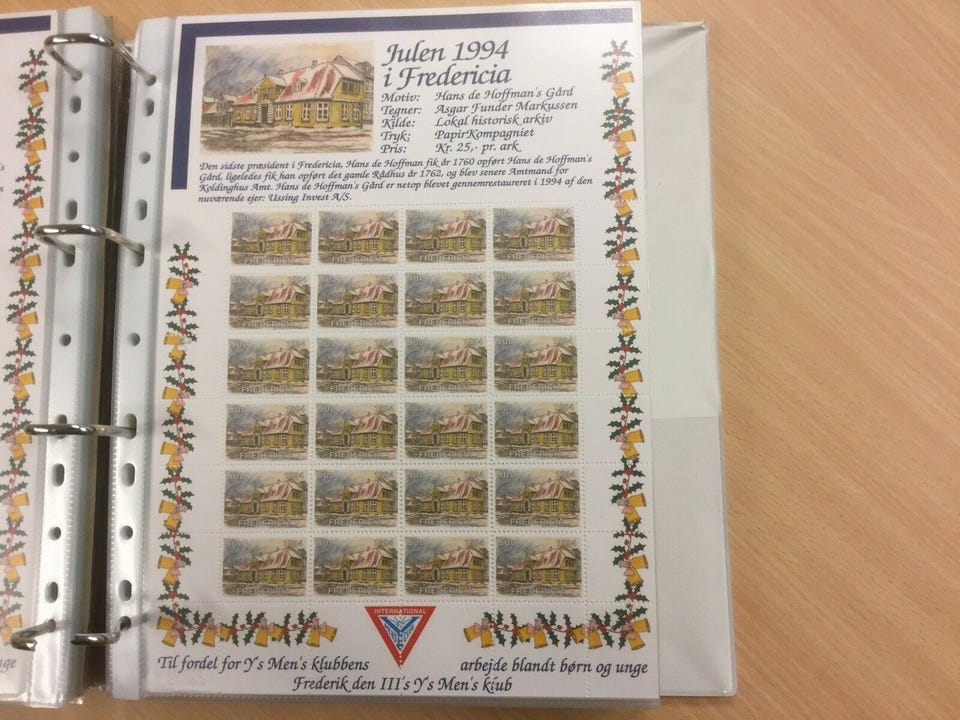 Julen 1994
i Fredericia
Motiv: Hans de Hoffman's Gård
Tegner: Asgar Funder Markussen
Kilde: Lokal historisk arkiv
Tryk: PapirKompagniet
Pris: Kr. 25,- pr. ark
Den sidste præsident i Fredericia, Hans de Hoffman fik år 1760 opført Hans de Hoffman's
Gård, ligeledes fik han opført det gamle Rådhus år 1762, og blev senere Amtmand for
Koldinghus Amt. Hans de Hoffman's Gård er netop blevet gennemrestaureret i 1994 af den
nuværende ejer: Ussing Invest A/S.
JUL FREDERICIA
INTERNATIONAL
Til fordel for Y's Men's klubbens arbejde blandt børn og unge
Frederik den III's Y's Men's klub
nge